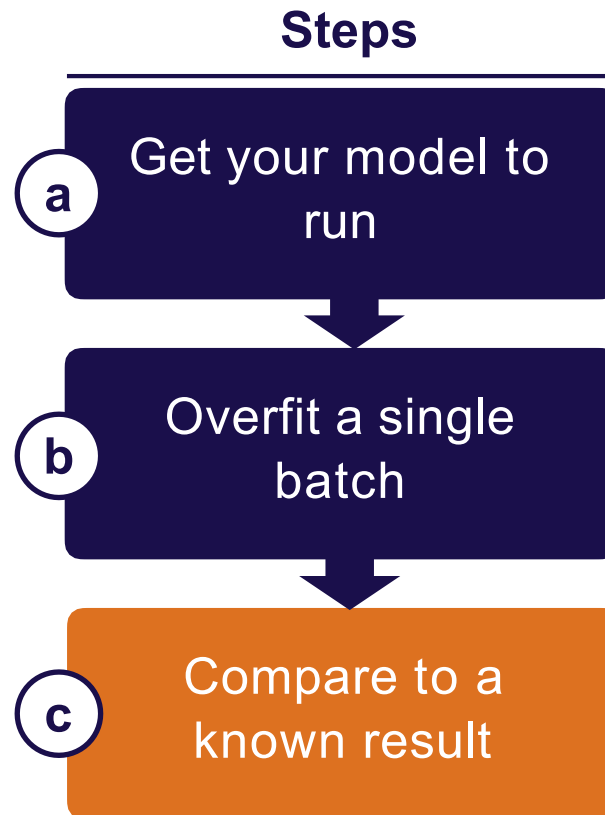 Steps
a
Get your model to
run
b
Overfit a single
batch
c
Compare to a
known result